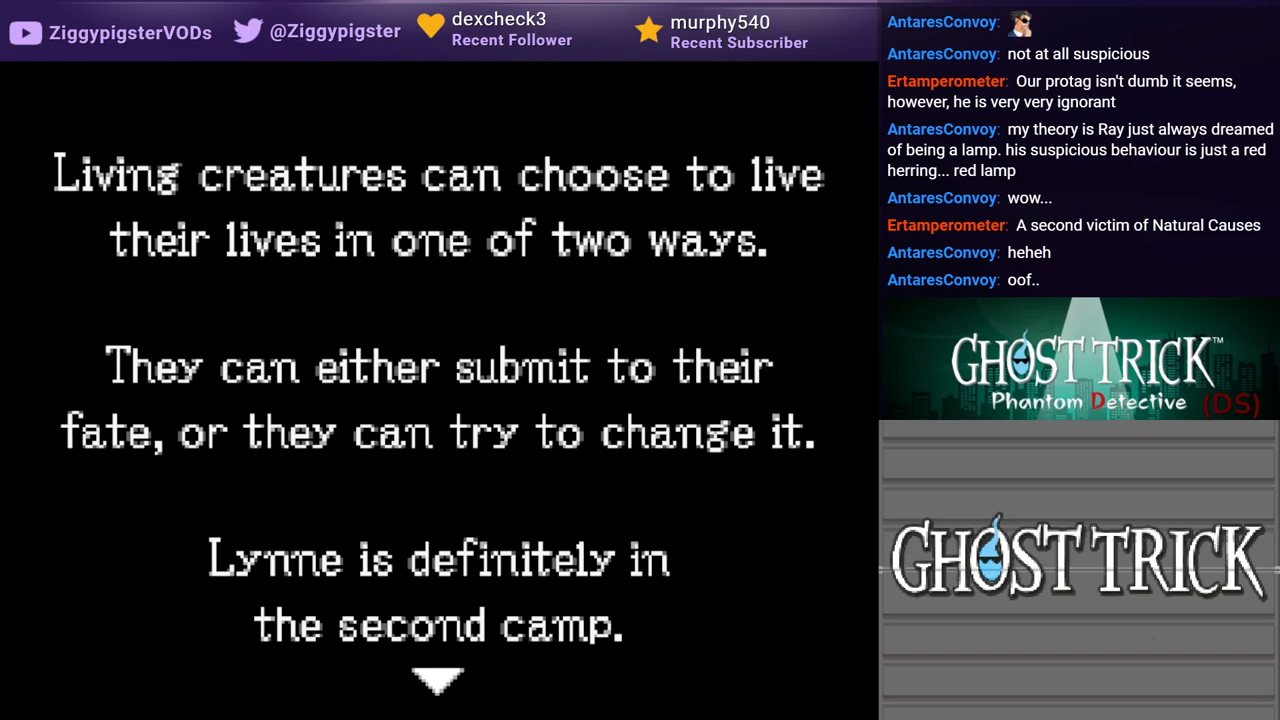 ZiggypigsterVODs
@Ziggypigster
dexcheck3
Recent Follower
murphy540
Recent Subscriber
Living creatures can choose to live
their lives in one of two ways.
They can either submit to their
fate, or they can try to change it.
Lynne is definitely in
the second camp.
AntaresConvoy:
AntaresConvoy: not at all suspicious
Ertamperometer: Our protag isn't dumb it seems,
however, he is very very ignorant
AntaresConvoy: my theory is Ray just always dreamed
of being a lamp. his suspicious behaviour is just a red
herring... red lamp
AntaresConvoy: wow...
Ertamperometer: A second victim of Natural Causes
AntaresConvoy: heheh
AntaresConvoy: oof..
GHOST TRICK™
Phantom Detective (DS)
GHOST TRICK